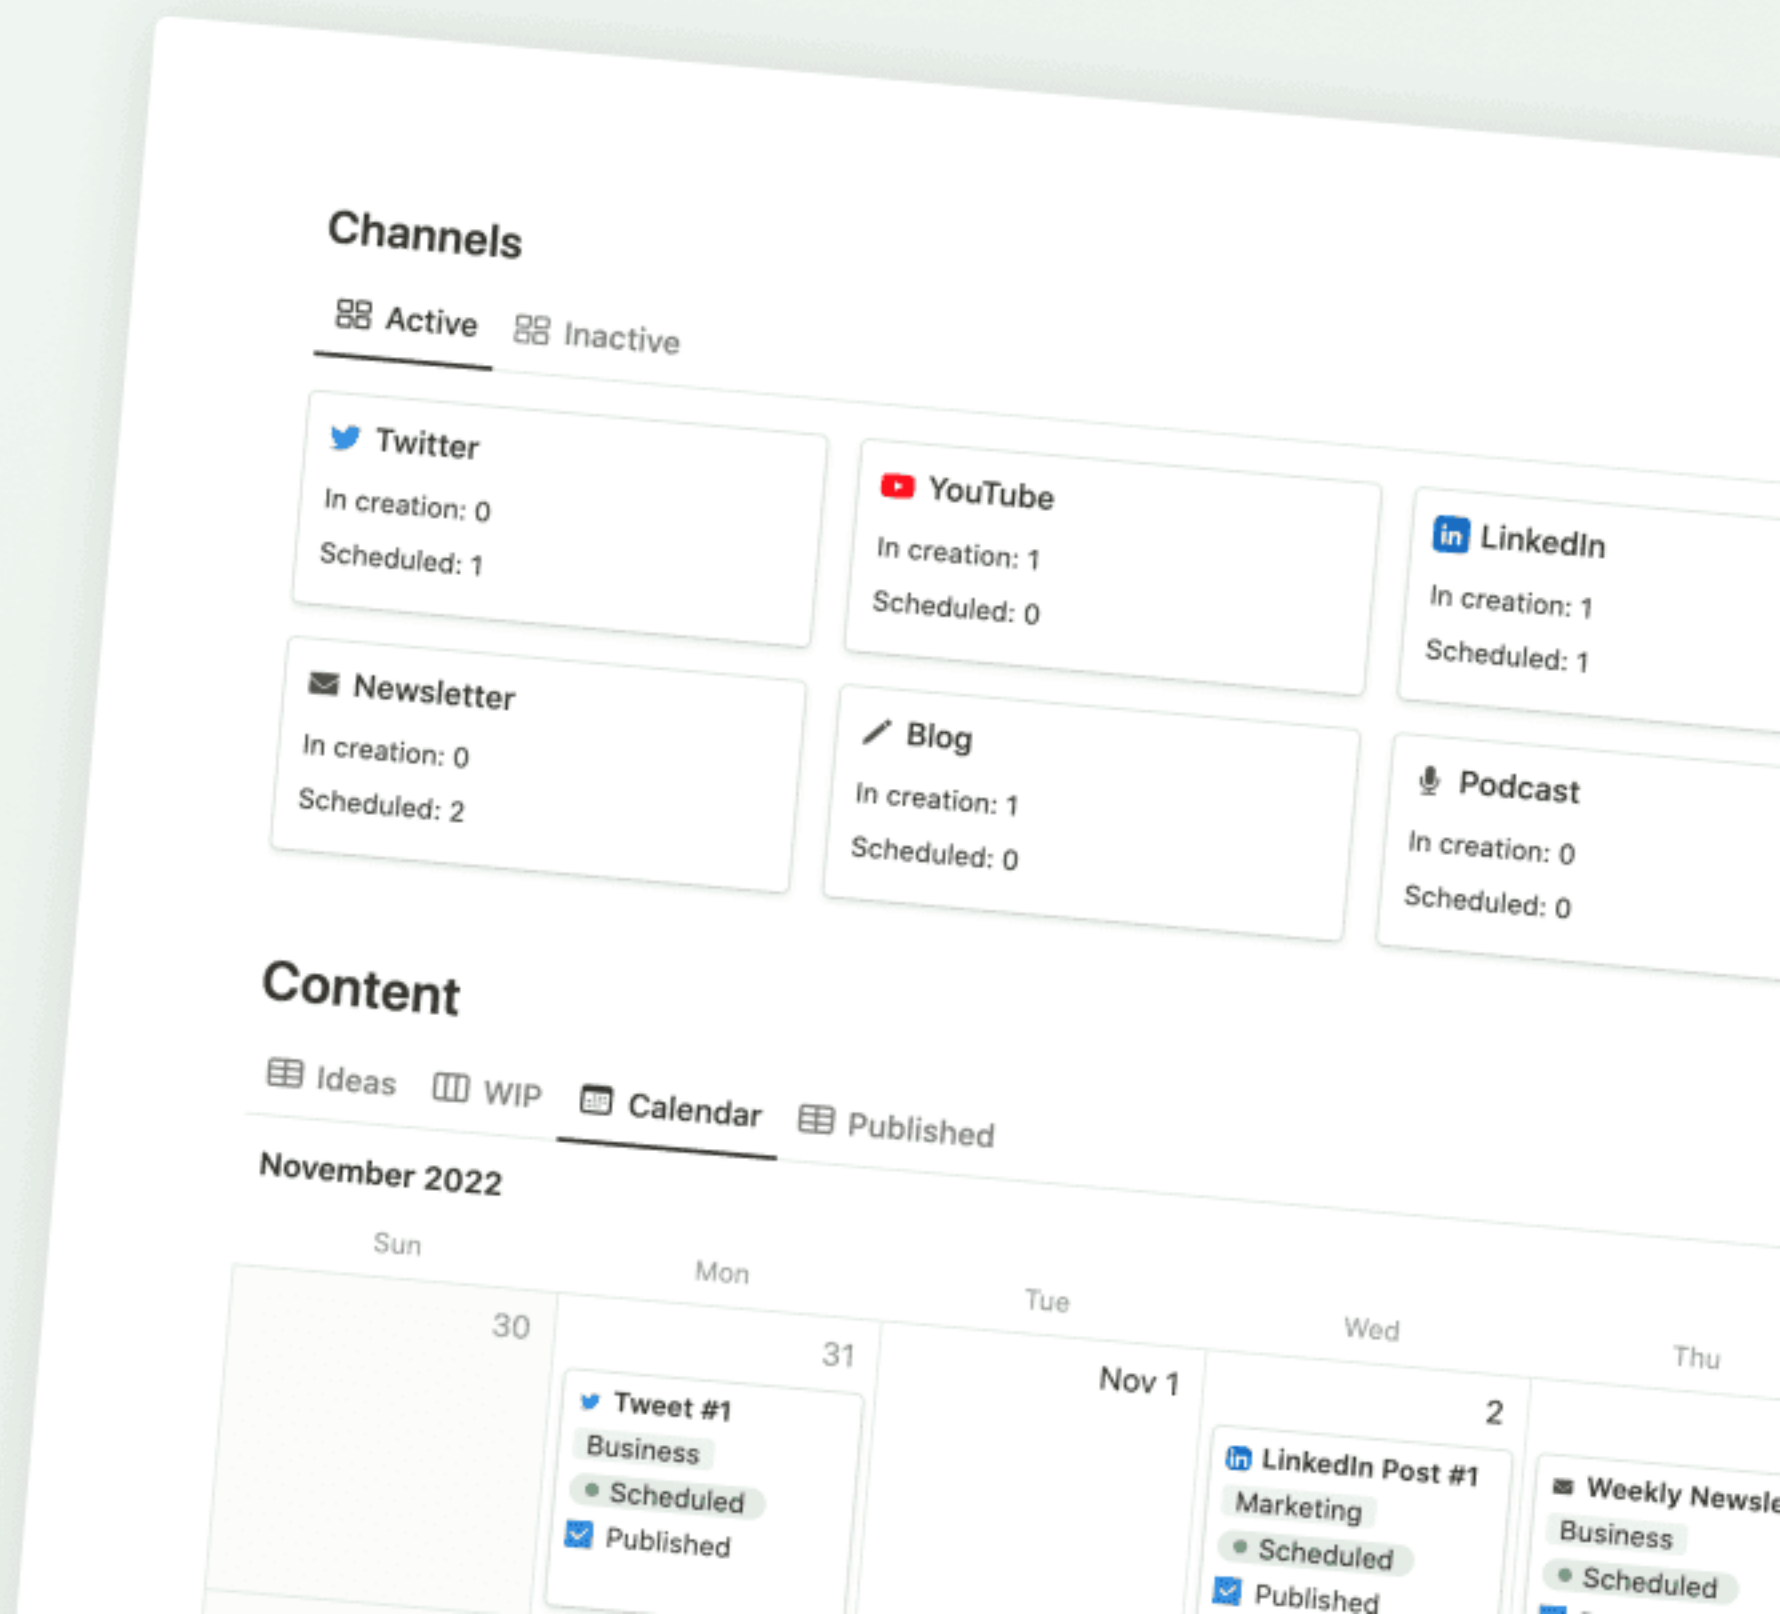 Channels
Active Inactive
Twitter
In creation: 0
Scheduled: 1
YouTube
In creation: 1
Scheduled: 0
LinkedIn
In creation: 1
Scheduled: 1
Newsletter
In creation: 0
Scheduled: 2
Blog
In creation: 1
Scheduled: 0
Podcast
In creation: 0
Scheduled: 0
Content
Ideas WIP Calendar Published
November 2022
Sun Mon Tue Wed Thu
30
31
Tweet #1
Business
Scheduled
Published
Nov 1
2
LinkedIn Post #1
Marketing
Scheduled
Published
Weekly
Business
Scheduled